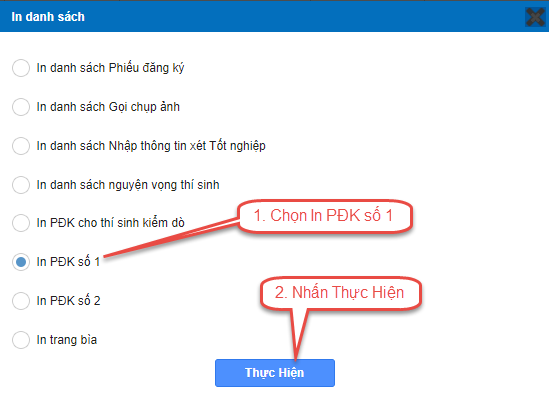 In danh sách
In danh sách Phiếu đăng ký
In danh sách Gọi chụp ảnh
In danh sách Nhập thông tin xét Tốt nghiệp
In danh sách nguyện vọng thí sinh
In PĐK cho thí sinh kiểm dò
1. Chọn In PĐK số 1
In PĐK số 1
2. Nhấn Thực Hiện
In PĐK số 2
In trang bìa
Thực Hiện